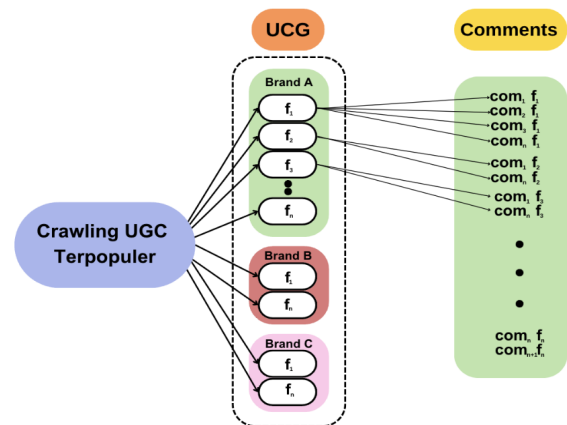 UCG
Comments
Brand A
f₁
f₂
f₃
fₙ
Brand B
f₁
fₙ
Brand C
f₁
fₙ
Crawling UGC
Terpopuler
com₁ f₁
com₂ f₁
com₃ f₁
comₙ f₁
com₁ f₂
comₙ f₂
com₁ f₃
comₙ f₃
comₙ fₙ
comₙ₊₁fₙ